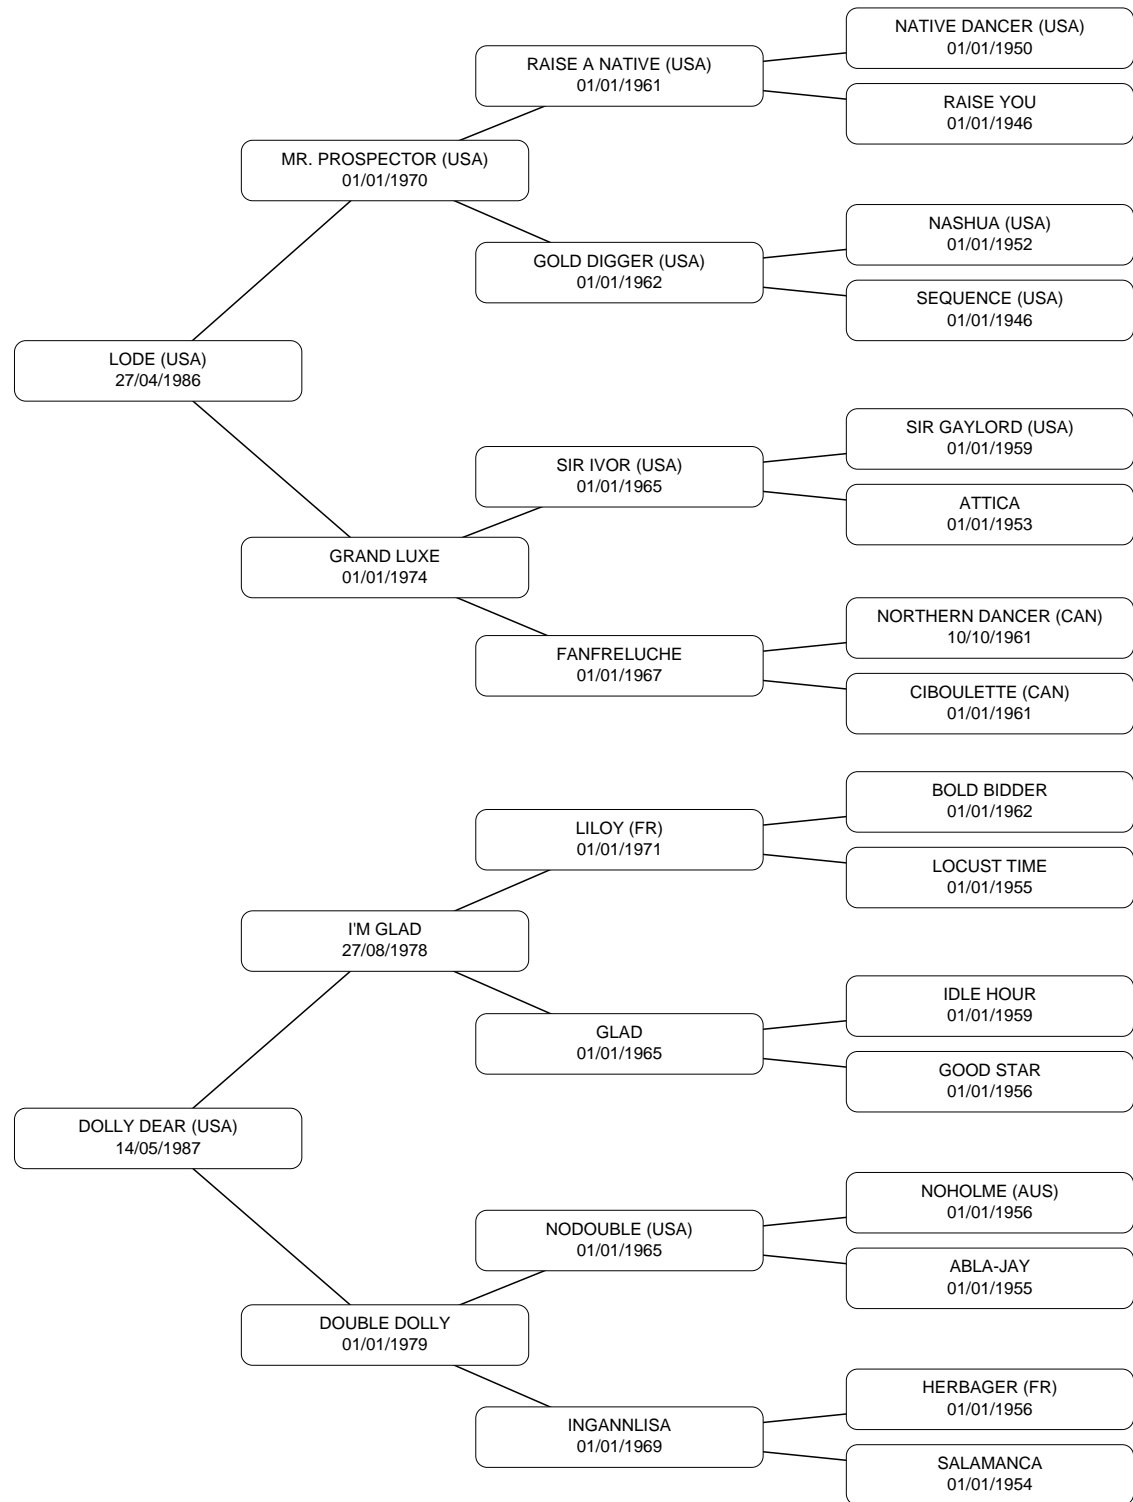 NATIVE DANCER (USA)
01/01/1950
RAISE A NATIVE (USA)
01/01/1961
RAISE YOU
01/01/1946
MR. PROSPECTOR (USA)
01/01/1970
NASHUA (USA)
01/01/1952
GOLD DIGGER (USA)
01/01/1962
SEQUENCE (USA)
01/01/1946
LODE (USA)
27/04/1986
SIR GAYLORD (USA)
01/01/1959
SIR IVOR (USA)
01/01/1965
ATTICA
01/01/1953
GRAND LUXE
01/01/1974
NORTHERN DANCER (CAN)
10/10/1961
FANFRELUCHE
01/01/1967
CIBOULETTE (CAN)
01/01/1961
BOLD BIDDER
01/01/1962
LILOY (FR)
01/01/1971
LOCUST TIME
01/01/1955
I'M GLAD
27/08/1978
IDLE HOUR
01/01/1959
GLAD
01/01/1965
GOOD STAR
01/01/1956
DOLLY DEAR (USA)
14/05/1987
NOHOLME (AUS)
01/01/1956
NODOUBLE (USA)
01/01/1965
ABLA-JAY
01/01/1955
DOUBLE DOLLY
01/01/1979
HERBAGER (FR)
01/01/1956
INGANNLISA
01/01/1969
SALAMANCA
01/01/1954